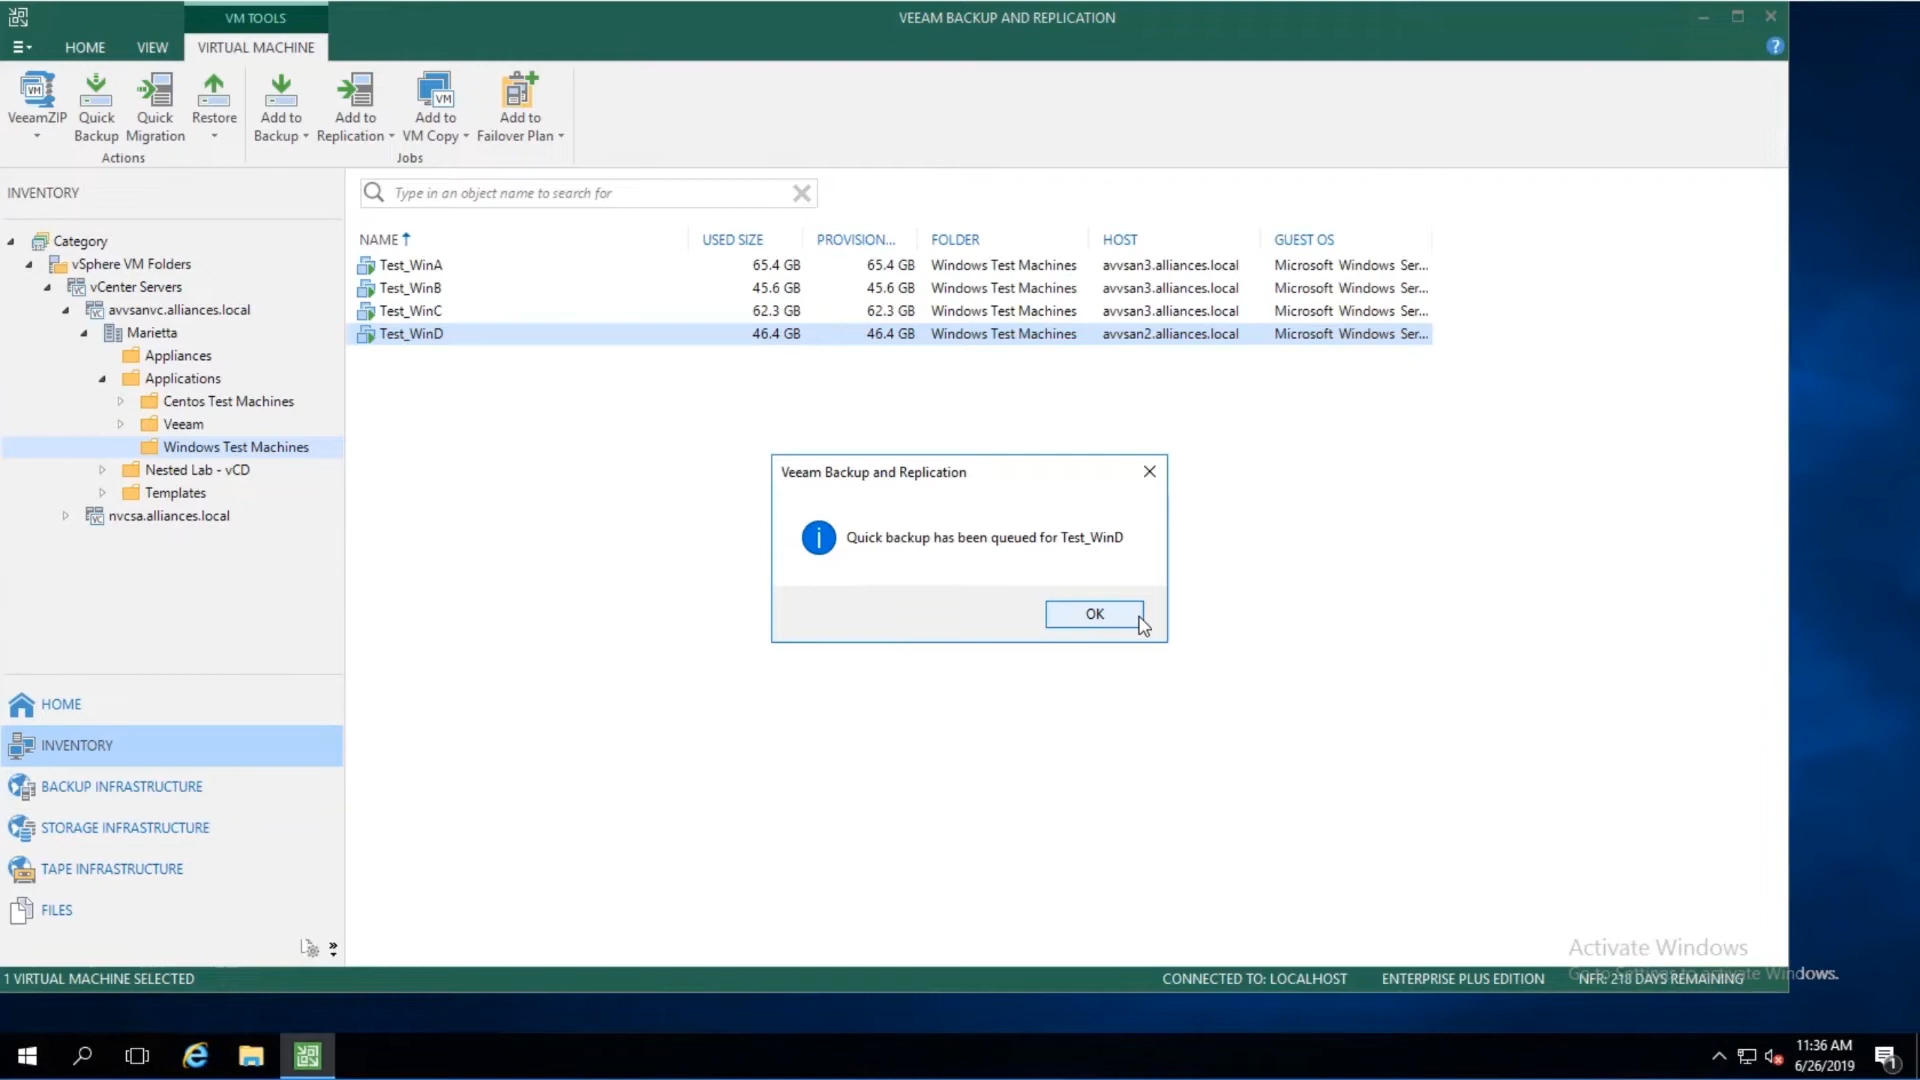 VM TOOLS
VEEAM BACKUP AND REPLICATION
HOME VIEW VIRTUAL MACHINE
VeeamZIP Quick Backup Quick Migration Restore Add to Backup Add to Replication Add to VM Copy Add to Failover Plan
Actions Jobs
INVENTORY
Type in an object name to search for
NAME USED SIZE PROVISION... FOLDER HOST GUEST OS
Test_WinA 65.4 GB 65.4 GB Windows Test Machines avvsan3.alliances.local Microsoft Windows Ser...
Test_WinB 45.6 GB 45.6 GB Windows Test Machines avvsan3.alliances.local Microsoft Windows Ser...
Test_WinC 62.3 GB 62.3 GB Windows Test Machines avvsan3.alliances.local Microsoft Windows Ser...
Test_WinD 46.4 GB 46.4 GB Windows Test Machines avvsan2.alliances.local Microsoft Windows Ser...
Category
vSphere VM Folders
vCenter Servers
avvsanvc.alliances.local
Marietta
Appliances
Applications
Centos Test Machines
Veeam
Windows Test Machines
Nested Lab - vCD
Templates
nvcsa.alliances.local
Veeam Backup and Replication
Quick backup has been queued for Test_WinD
OK
HOME
INVENTORY
BACKUP INFRASTRUCTURE
STORAGE INFRASTRUCTURE
TAPE INFRASTRUCTURE
FILES
Activate Windows
Go to Settings to activate Windows.
1 VIRTUAL MACHINE SELECTED
CONNECTED TO: LOCALHOST ENTERPRISE PLUS EDITION NFR: 218 DAYS REMAINING
11:36 AM
6/26/2019
1